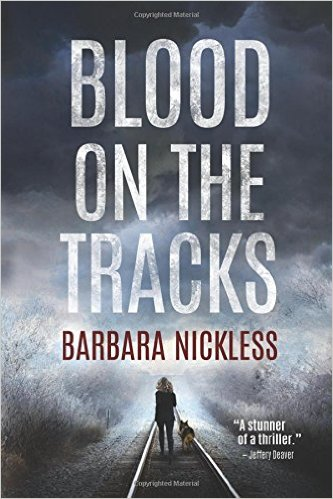 Copyrighted Material
BLOOD
ON THE
TRACKS
BARBARA NICKLESS
"A stunner
of a thriller."
– Jeffery Deaver
Copyrighted Material